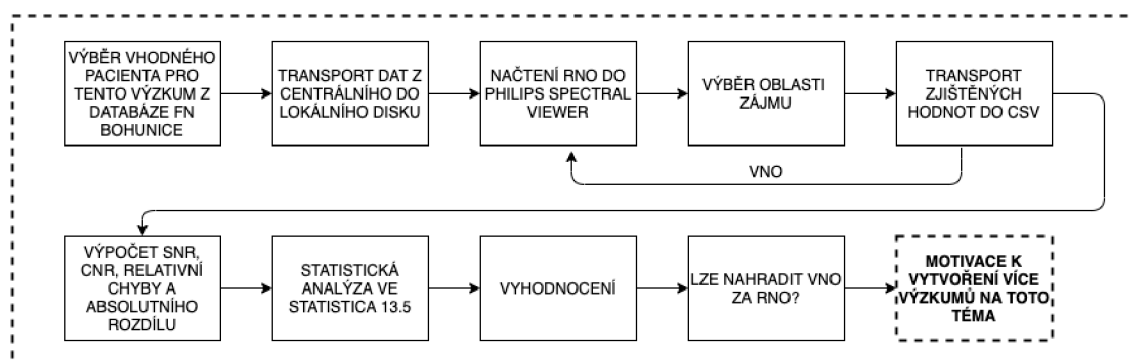 VÝBĚR VHODNÉHO
PACIENTA PRO
TENTO VÝZKUM Z
DATABÁZE FN
BOHUNICE
TRANSPORT DAT Z
CENTRÁLNÍHO DO
LOKÁLNÍHO DISKU
NAČTENÍ RNO DO
PHILIPS SPECTRAL
VIEWER
VÝBĚR OBLASTI
ZÁJMU
TRANSPORT
ZJIŠTĚNÝCH
HODNOT DO CSV
VNO
VÝPOČET SNR,
CNR, RELATIVNÍ
CHYBY A
ABSOLUTNÍHO
ROZDÍLU
STATISTICKÁ
ANALÝZA VE
STATISTICA 13.5
VYHODNOCENÍ
LZE NAHRADIT VNO
ZA RNO?
MOTIVACE K
VYTVOŘENÍ VÍCE
VÝZKUMŮ NA TOTO
TÉMA